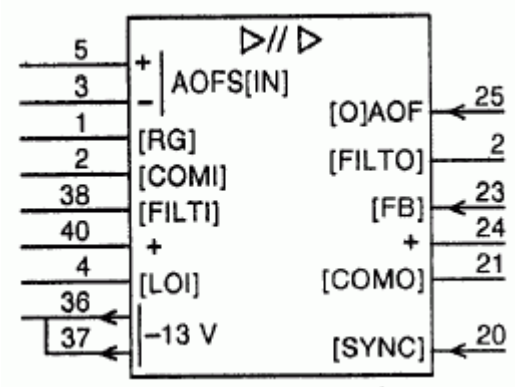 ▷// ▷
5 + AOFS[IN]
3 −
[O]AOF 25
1 [RG]
[FILTO] 2
2 [COMI]
38 [FILTI]
[FB] 23
40 +
+ 24
4 [LOI]
[COMO] 21
36
37 −13 V
[SYNC] 20